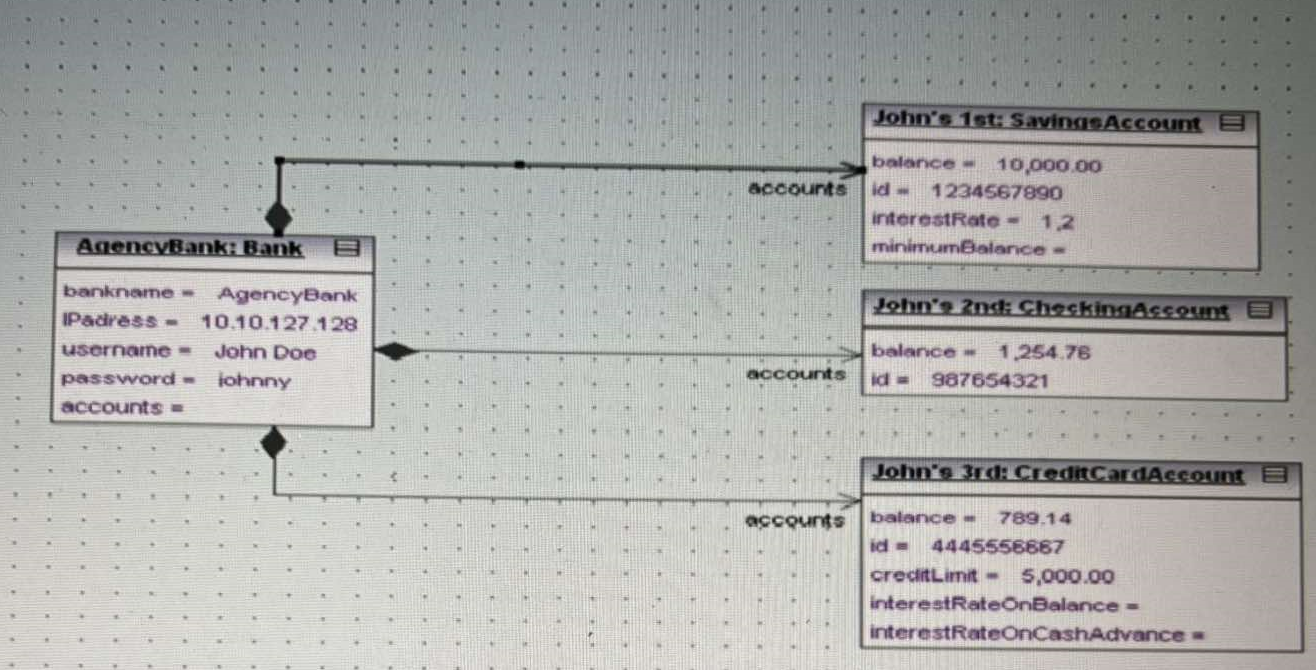 AgencyBank: Bank
bankname = AgencyBank
IPadress = 10.10.127.128
username = John Doe
password = johnny
accounts =
accounts
John's 1st: SavingsAccount
balance = 10,000.00
id = 1234567890
interestRate = 1,2
minimumBalance =
accounts
John's 2nd: CheckingAccount
balance = 1,254.76
id = 987654321
accounts
John's 3rd: CreditCardAccount
balance = 789.14
id = 4445556667
creditLimit = 5,000.00
interestRateOnBalance =
interestRateOnCashAdvance =